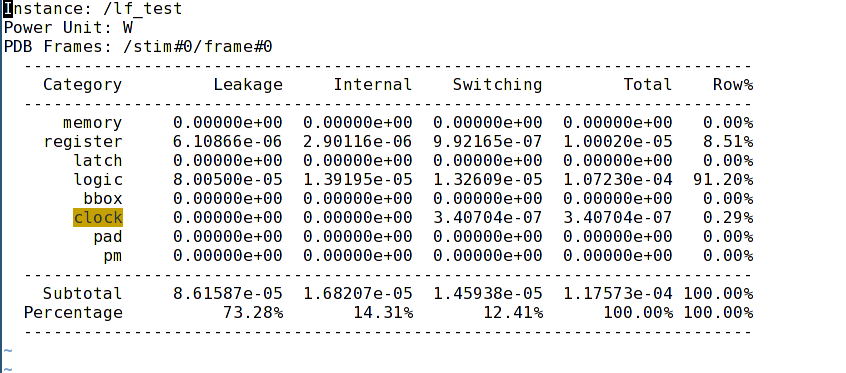 Instance: /lf_test
Power Unit: W
PDB Frames: /stim#0/frame#0
-------------------------------------------------------------------------
Category Leakage Internal Switching Total Row%
-------------------------------------------------------------------------
memory 0.00000e+00 0.00000e+00 0.00000e+00 0.00000e+00 0.00%
register 6.10866e-06 2.90116e-06 9.92165e-07 1.00020e-05 8.51%
latch 0.00000e+00 0.00000e+00 0.00000e+00 0.00000e+00 0.00%
logic 8.00500e-05 1.39195e-05 1.32609e-05 1.07230e-04 91.20%
bbox 0.00000e+00 0.00000e+00 0.00000e+00 0.00000e+00 0.00%
clock 0.00000e+00 0.00000e+00 3.40704e-07 3.40704e-07 0.29%
pad 0.00000e+00 0.00000e+00 0.00000e+00 0.00000e+00 0.00%
pm 0.00000e+00 0.00000e+00 0.00000e+00 0.00000e+00 0.00%
-------------------------------------------------------------------------
Subtotal 8.61587e-05 1.68207e-05 1.45938e-05 1.17573e-04 100.00%
Percentage 73.28% 14.31% 12.41% 100.00% 100.00%
-------------------------------------------------------------------------
~
~